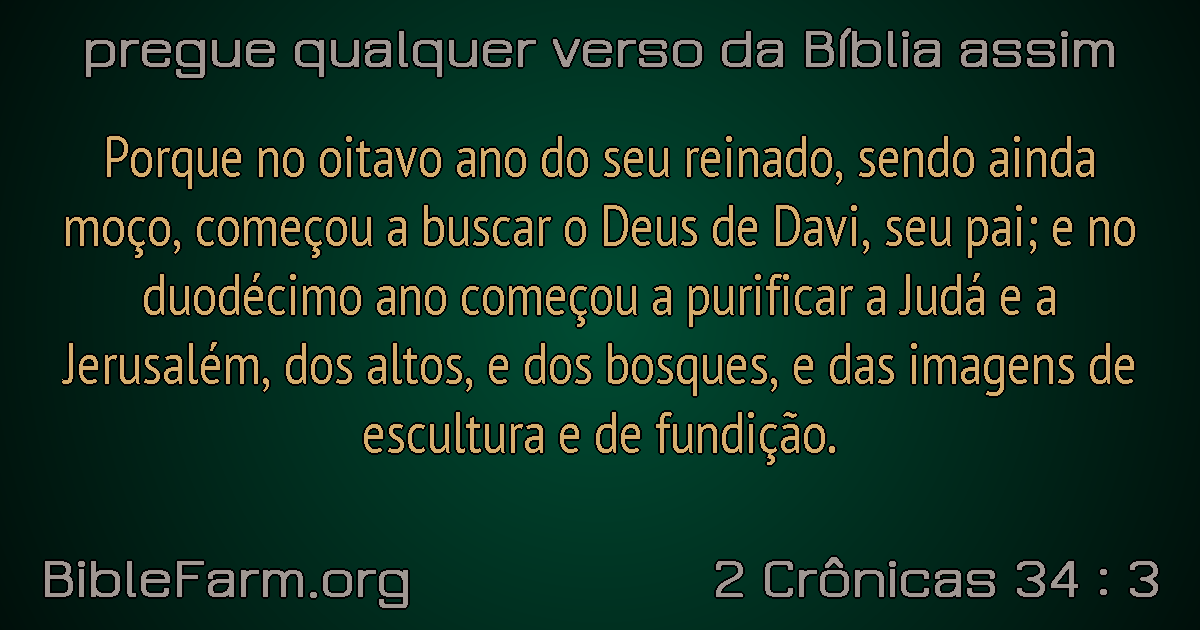 pregue qualquer verso da Bíblia assim
Porque no oitavo ano do seu reinado, sendo ainda
moço, começou a buscar o Deus de Davi, seu pai; e no
duodécimo ano começou a purificar a Judá e a
Jerusalém, dos altos, e dos bosques, e das imagens de
escultura e de fundição.
BibleFarm.org
2 Crônicas 34 : 3